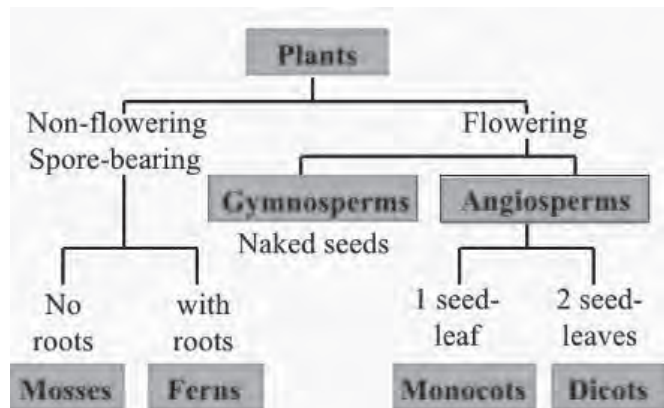 Plants
Non-flowering
Spore-bearing
Flowering
Gymnosperms
Angiosperms
Naked seeds
No
roots
with
roots
1 seed-
leaf
2 seed-
leaves
Mosses
Ferns
Monocots
Dicots